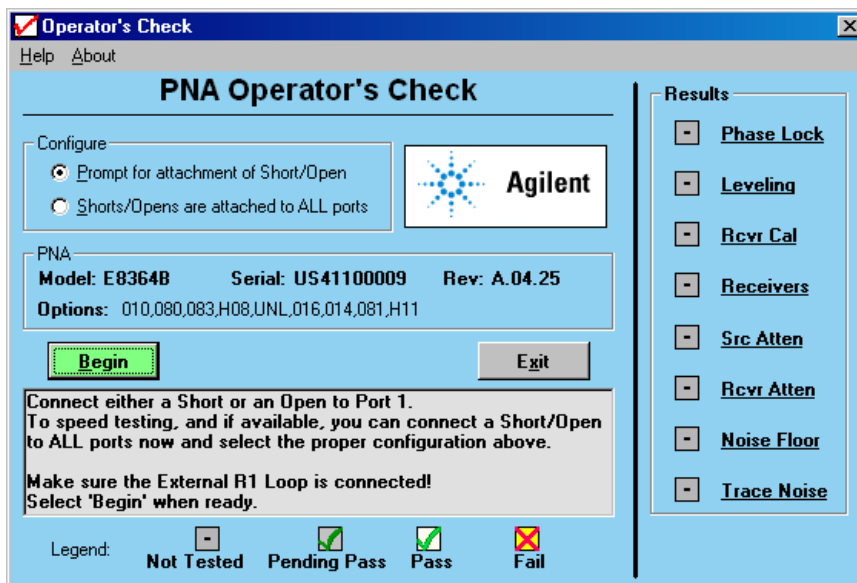 Operator's Check
Help About
PNA Operator's Check
Configure
Prompt for attachment of Short/Open
Shorts/Opens are attached to ALL ports
Agilent
PNA
Model: E8364B Serial: US41100009 Rev: A.04.25
Options: 010,080,083,H08,UNL,016,014,081,H11
Begin
Exit
Connect either a Short or an Open to Port 1.
To speed testing, and if available, you can connect a Short/Open
to ALL ports now and select the proper configuration above.
Make sure the External R1 Loop is connected!
Select 'Begin' when ready.
Legend:
- Not Tested
Pending Pass
Pass
Fail
Results
- Phase Lock
- Leveling
- Rcvr Cal
- Receivers
- Src Atten
- Rcvr Atten
- Noise Floor
- Trace Noise